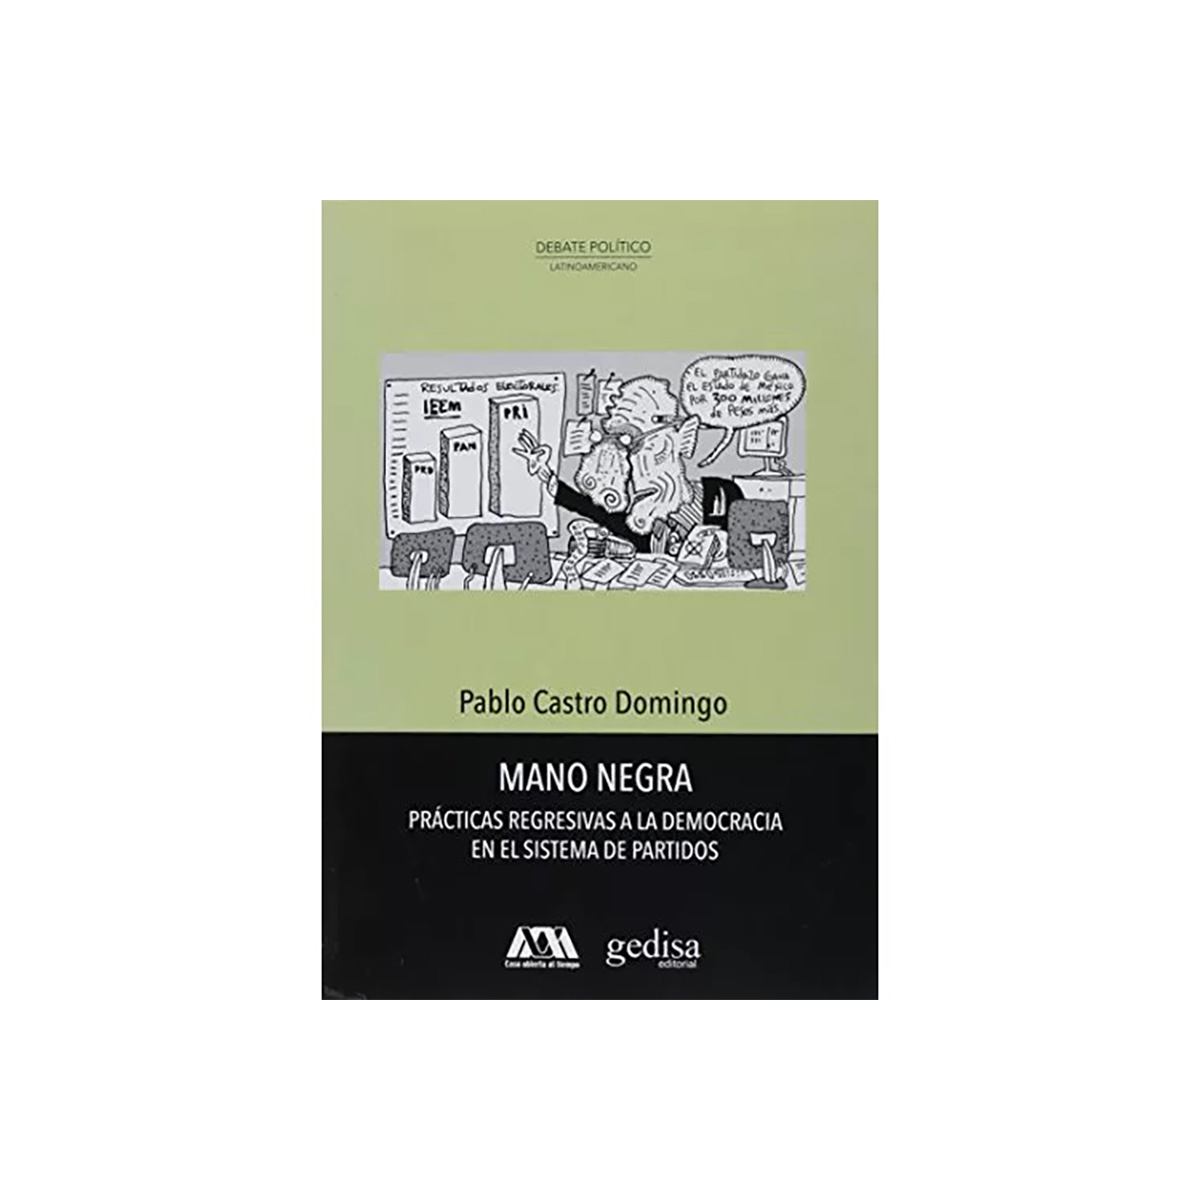 DEBATE POLÍTICO
LATINOAMERICANO
RESULTADOS ELECTORALES
IEEM
PRD
PAN
PRI
EL PARTIDAZO GANA
EL ESTADO DE MÉXICO
POR 300 MILLONES
de PESOS MÁS...
Pablo Castro Domingo
MANO NEGRA
PRÁCTICAS REGRESIVAS A LA DEMOCRACIA
EN EL SISTEMA DE PARTIDOS
Casa abierta al tiempo
gedisa
editorial